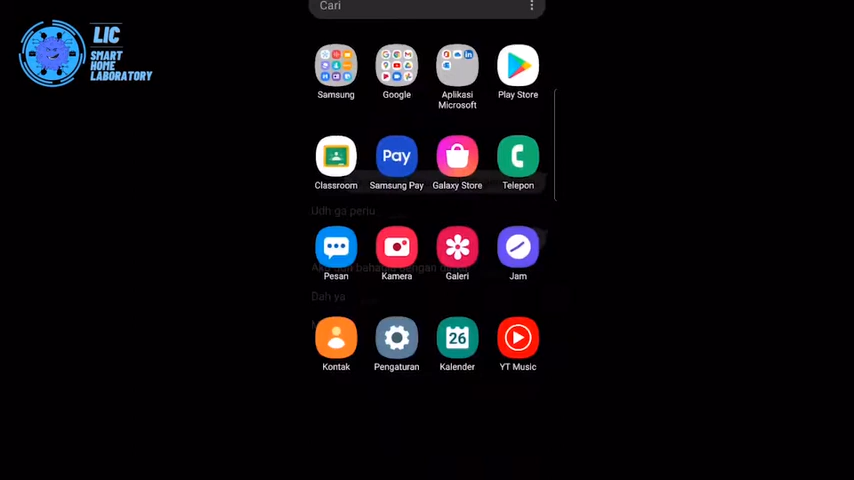 LIC
SMART
HOME
LABORATORY
Cari
Samsung
Google
Aplikasi
Microsoft
Play Store
Classroom
Pay
Samsung Pay
Galaxy Store
Telepon
Udh ga perlu
Pesan
Kamera
Galeri
Jam
dengan
Dah ya
26
Kontak
Pengaturan
Kalender
YT Music